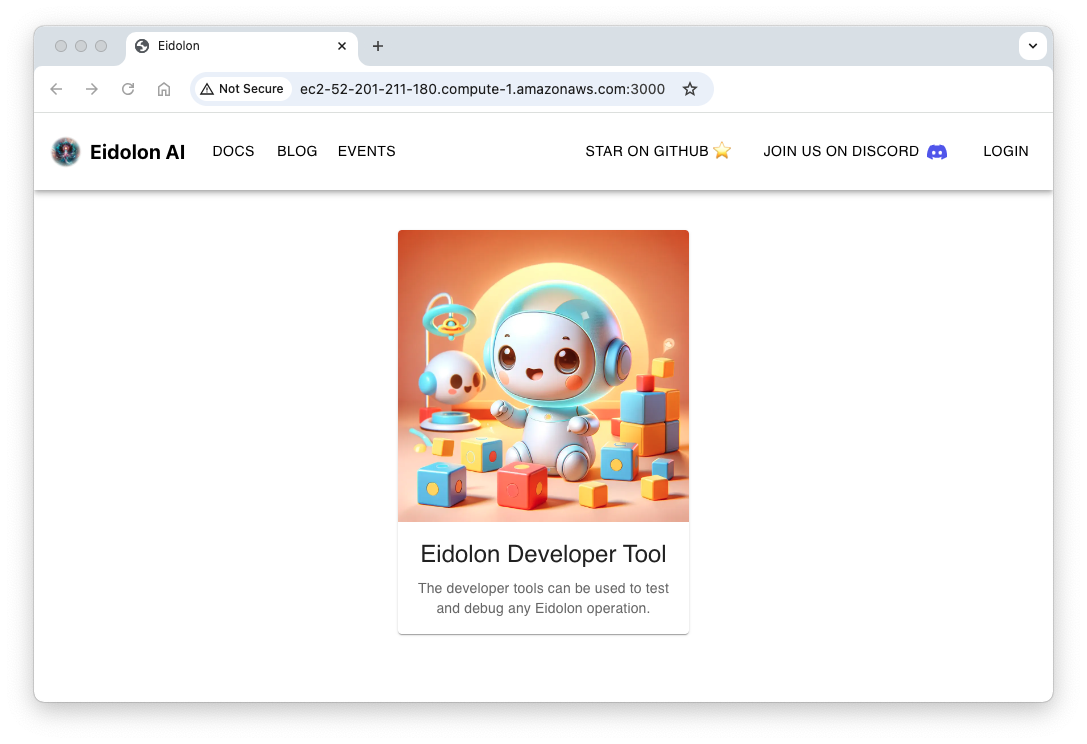 Eidolon
Not Secure
ec2-52-201-211-180.compute-1.amazonaws.com:3000
Eidolon AI
DOCS
BLOG
EVENTS
STAR ON GITHUB
JOIN US ON DISCORD
LOGIN
Eidolon Developer Tool
The developer tools can be used to test
and debug any Eidolon operation.